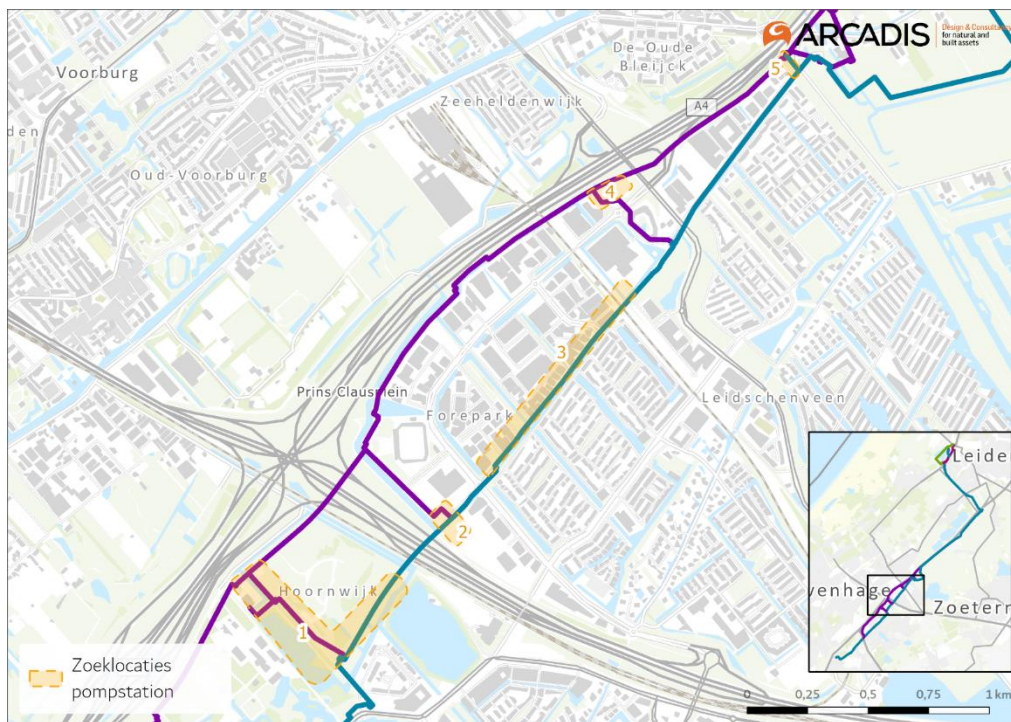 ARCADIS
Design & Consultancy
for natural and
built assets
De Oude
Bleijck
Voorburg
5
Zeeheldenwijk
A4
den
Oud-Voorburg
4
3
Prins Clausplein
Leidschenveen
Forepark
2
Hoornwijk
1
Leide
venhage
Zoeterm
Zoeklocaties
pompstation
0 0,25 0,5 0,75 1 km